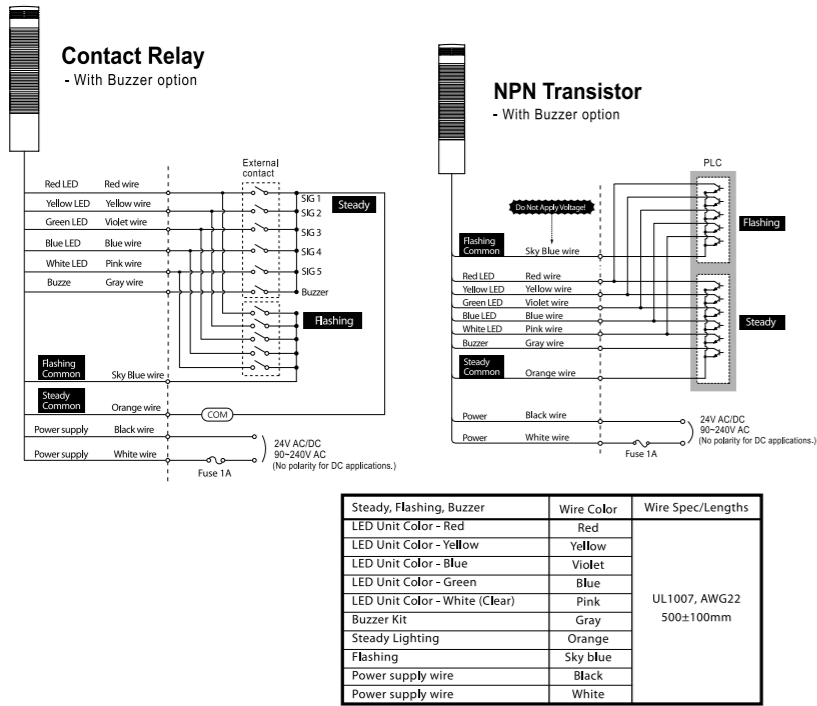 Contact Relay
- With Buzzer option
External
contact
Red LED Red wire
SIG 1
Yellow LED Yellow wire
Steady
SIG 2
Green LED Violet wire
SIG 3
Blue LED Blue wire
SIG 4
White LED Pink wire
SIG 5
Buzze Gray wire
Buzzer
Flashing
Flashing
Common
Sky Blue wire
Steady
Common
Orange wire
COM
Power supply Black wire
24V AC/DC
90~240V AC
(No polarity for DC applications.)
Power supply White wire
Fuse 1A
NPN Transistor
- With Buzzer option
PLC
Do Not Apply Voltage!
Flashing
Flashing
Common
Sky Blue wire
Red LED Red wire
Yellow LED Yellow wire
Green LED Violet wire
Blue LED Blue wire
Steady
White LED Pink wire
Buzzer Gray wire
Steady
Common
Orange wire
Power Black wire
24V AC/DC
90~240V AC
(No polarity for DC applications.)
Power White wire
Fuse 1A
Steady, Flashing, Buzzer Wire Color Wire Spec/Lengths
LED Unit Color - Red Red
LED Unit Color - Yellow Yellow
LED Unit Color - Blue Violet
LED Unit Color - Green Blue
LED Unit Color - White (Clear) Pink
UL1007, AWG22
500±100mm
Buzzer Kit Gray
Steady Lighting Orange
Flashing Sky blue
Power supply wire Black
Power supply wire White